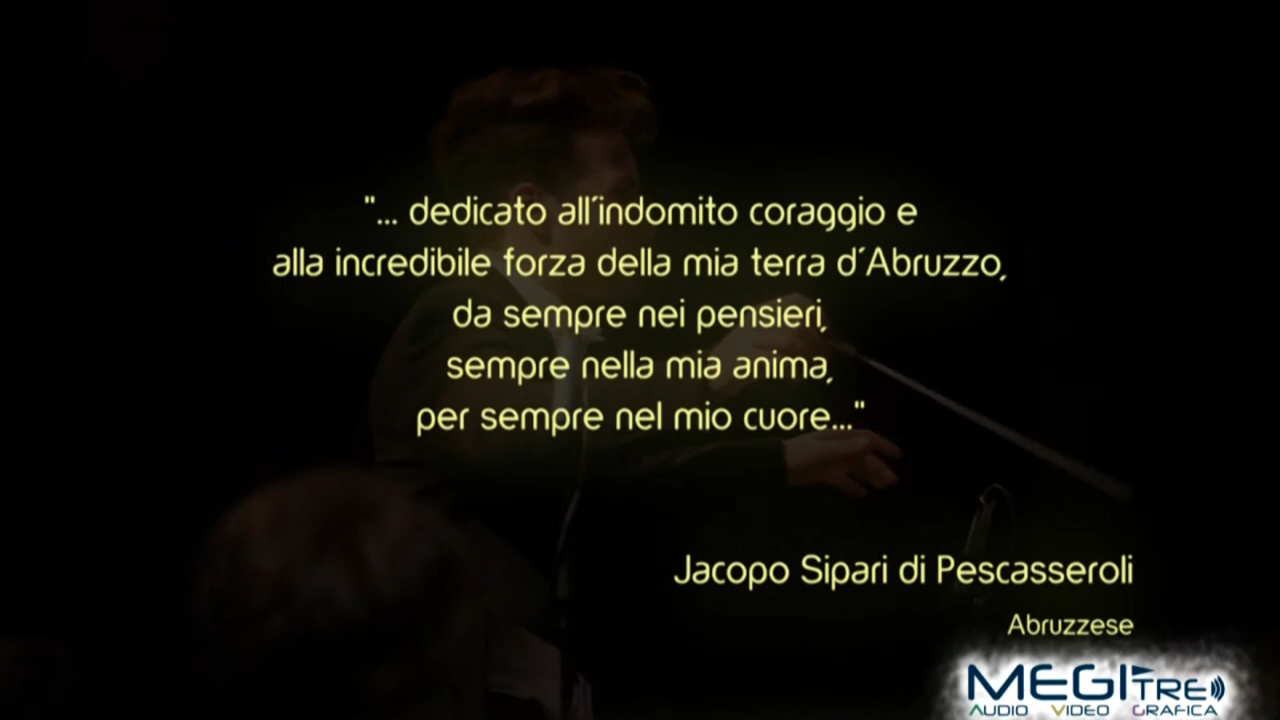 "... dedicato all´indomito coraggio e
alla incredibile forza della mia terra d´Abruzzo,
da sempre nei pensieri,
sempre nella mia anima,
per sempre nel mio cuore..."
Jacopo Sipari di Pescasseroli
Abruzzese
MEGITRE
AUDIO VIDEO GRAFICA